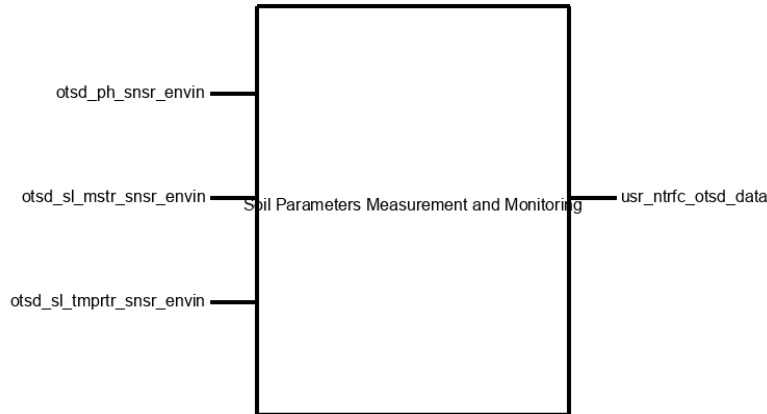 otsd_ph_snsr_envin
otsd_sl_mstr_snsr_envin
Soil Parameters Measurement and Monitoring
usr_ntrfc_otsd_data
otsd_sl_tmprtr_snsr_envin